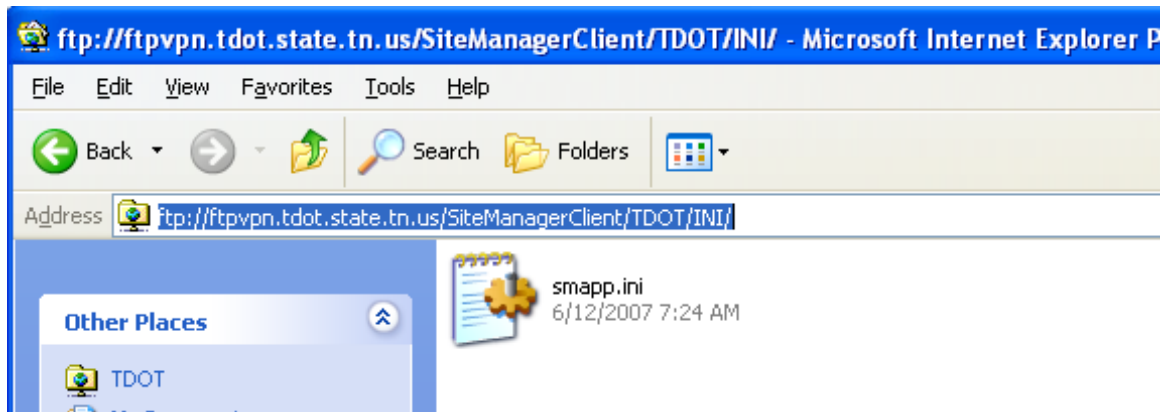 ftp://ftpvpn.tdot.state.tn.us/SiteManagerClient/TDOT/INI/ - Microsoft Internet Explorer P
File Edit View Favorites Tools Help
Back Search Folders
Address ftp://ftpvpn.tdot.state.tn.us/SiteManagerClient/TDOT/INI/
smapp.ini
6/12/2007 7:24 AM
Other Places
TDOT